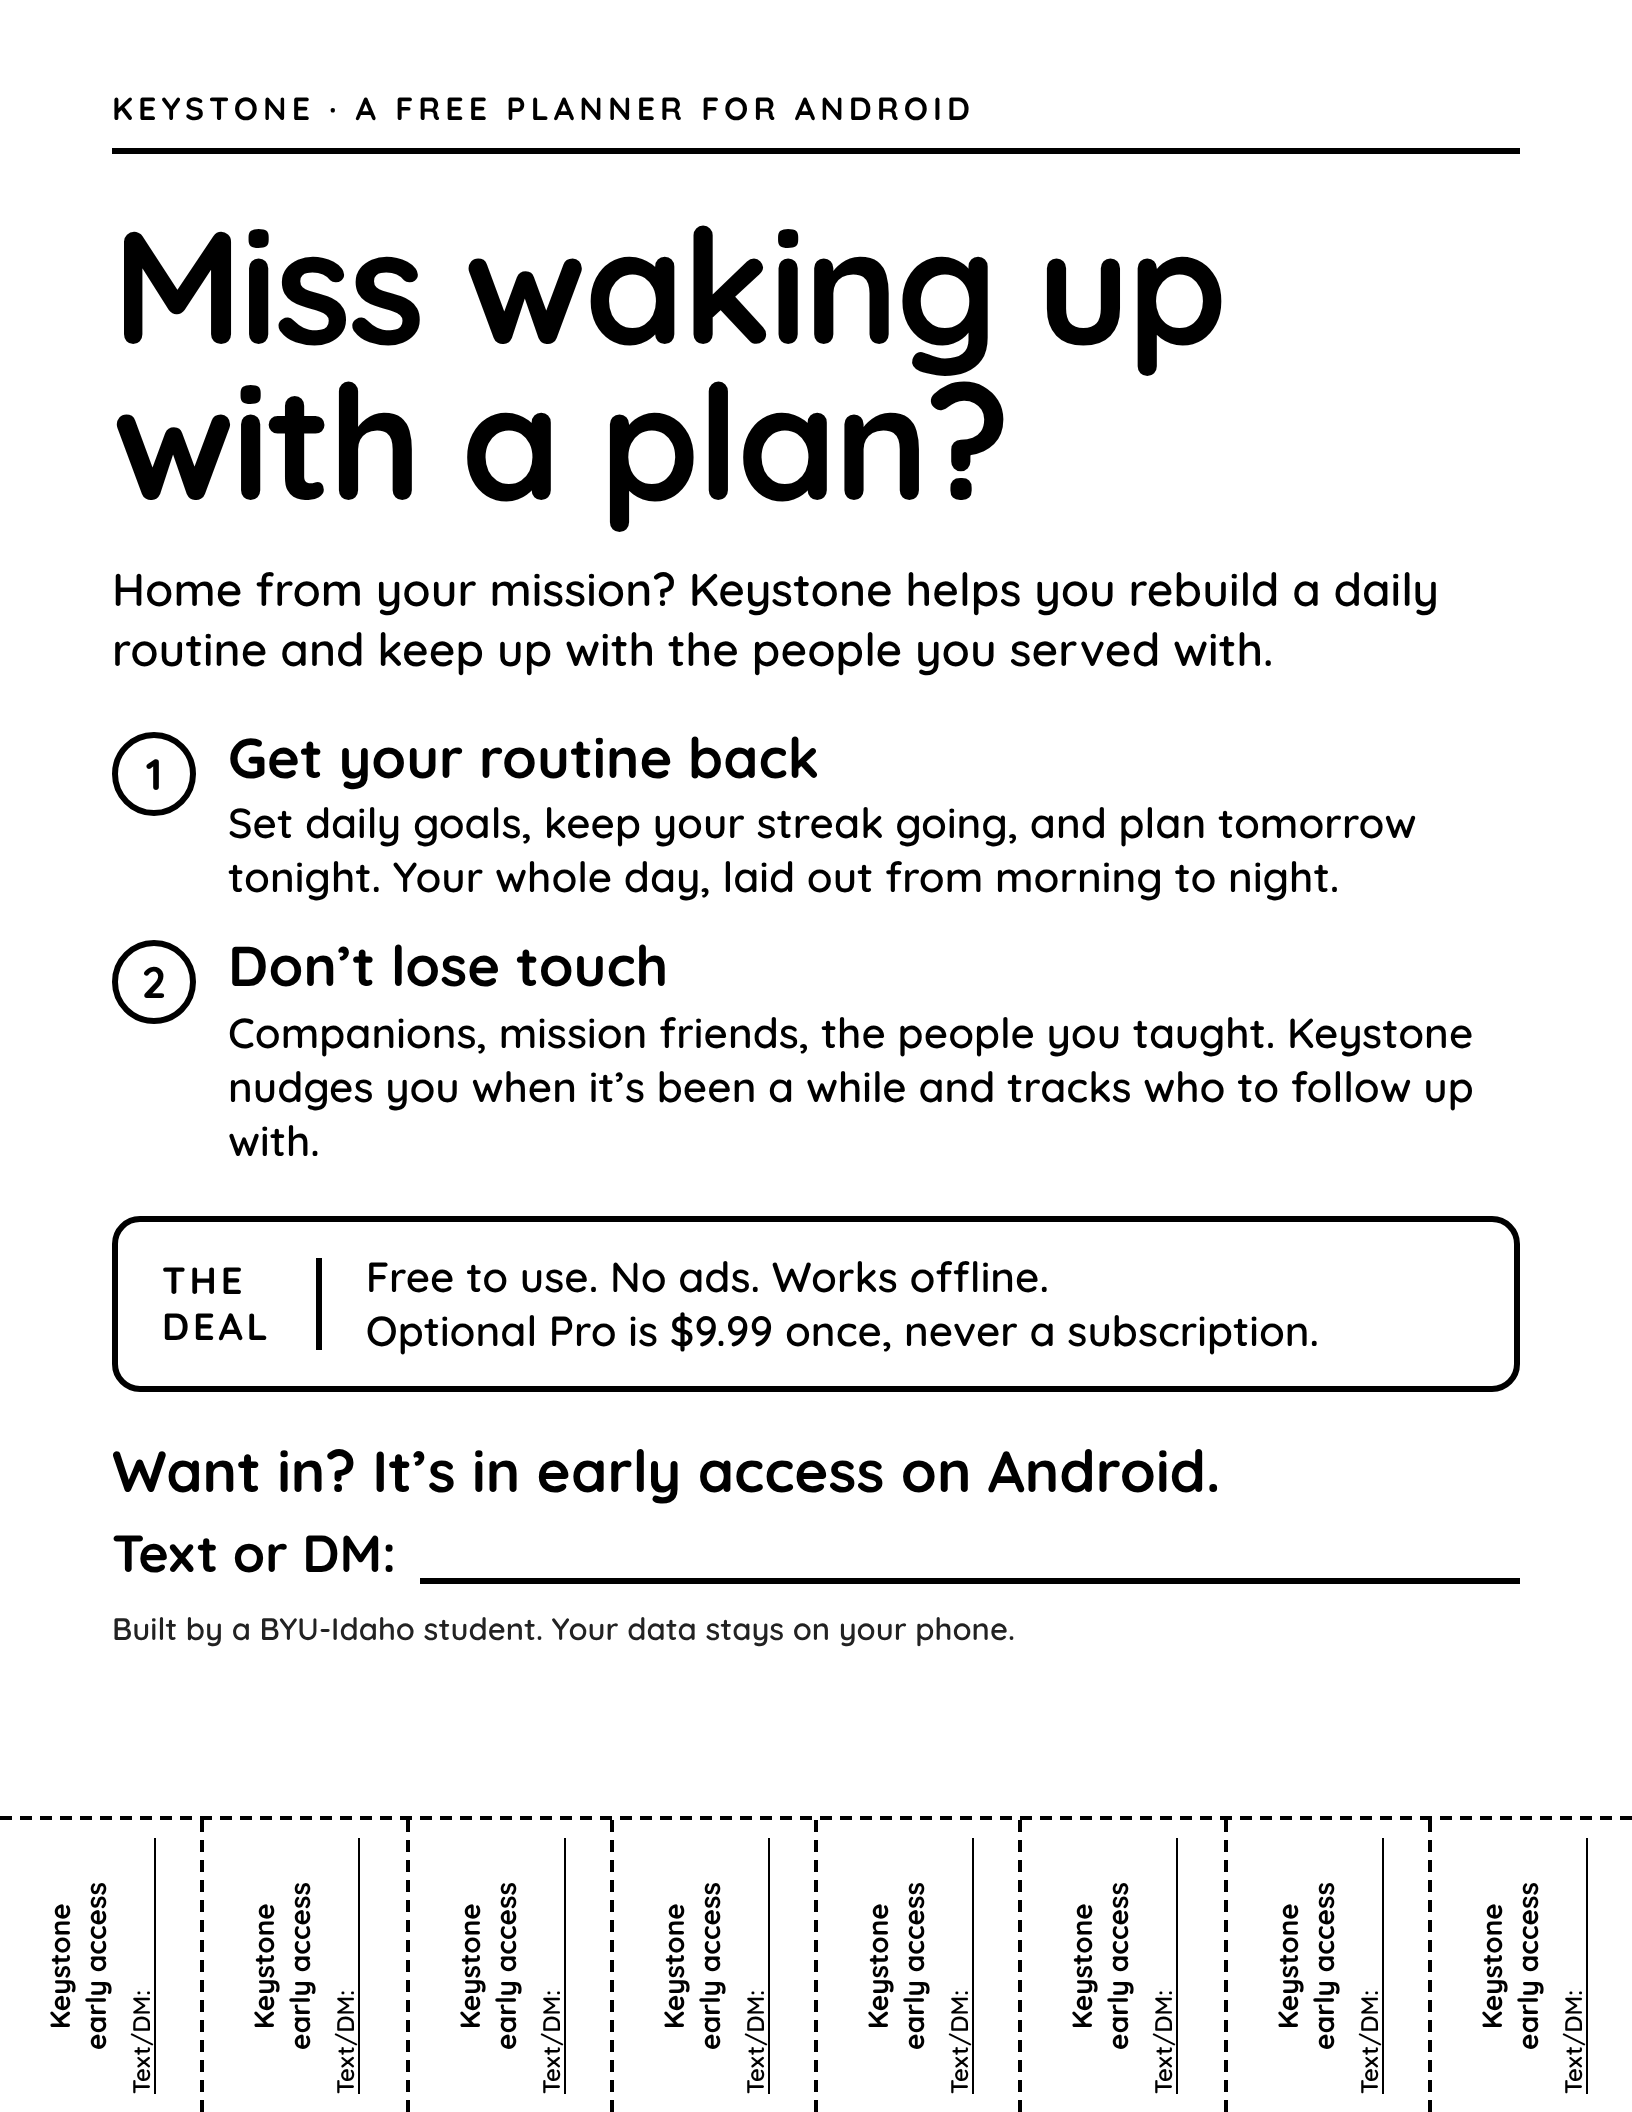 KEYSTONE · A FREE PLANNER FOR ANDROID
Miss waking up
with a plan?
Home from your mission? Keystone helps you rebuild a daily
routine and keep up with the people you served with.
1
Get your routine back
Set daily goals, keep your streak going, and plan tomorrow
tonight. Your whole day, laid out from morning to night.
2
Don’t lose touch
Companions, mission friends, the people you taught. Keystone
nudges you when it’s been a while and tracks who to follow up
with.
THE
DEAL
Free to use. No ads. Works offline.
Optional Pro is $9.99 once, never a subscription.
Want in? It’s in early access on Android.
Text or DM:
Built by a BYU-Idaho student. Your data stays on your phone.
Keystone
early access
Text/DM:
Keystone
early access
Text/DM:
Keystone
early access
Text/DM:
Keystone
early access
Text/DM:
Keystone
early access
Text/DM:
Keystone
early access
Text/DM:
Keystone
early access
Text/DM:
Keystone
early access
Text/DM: